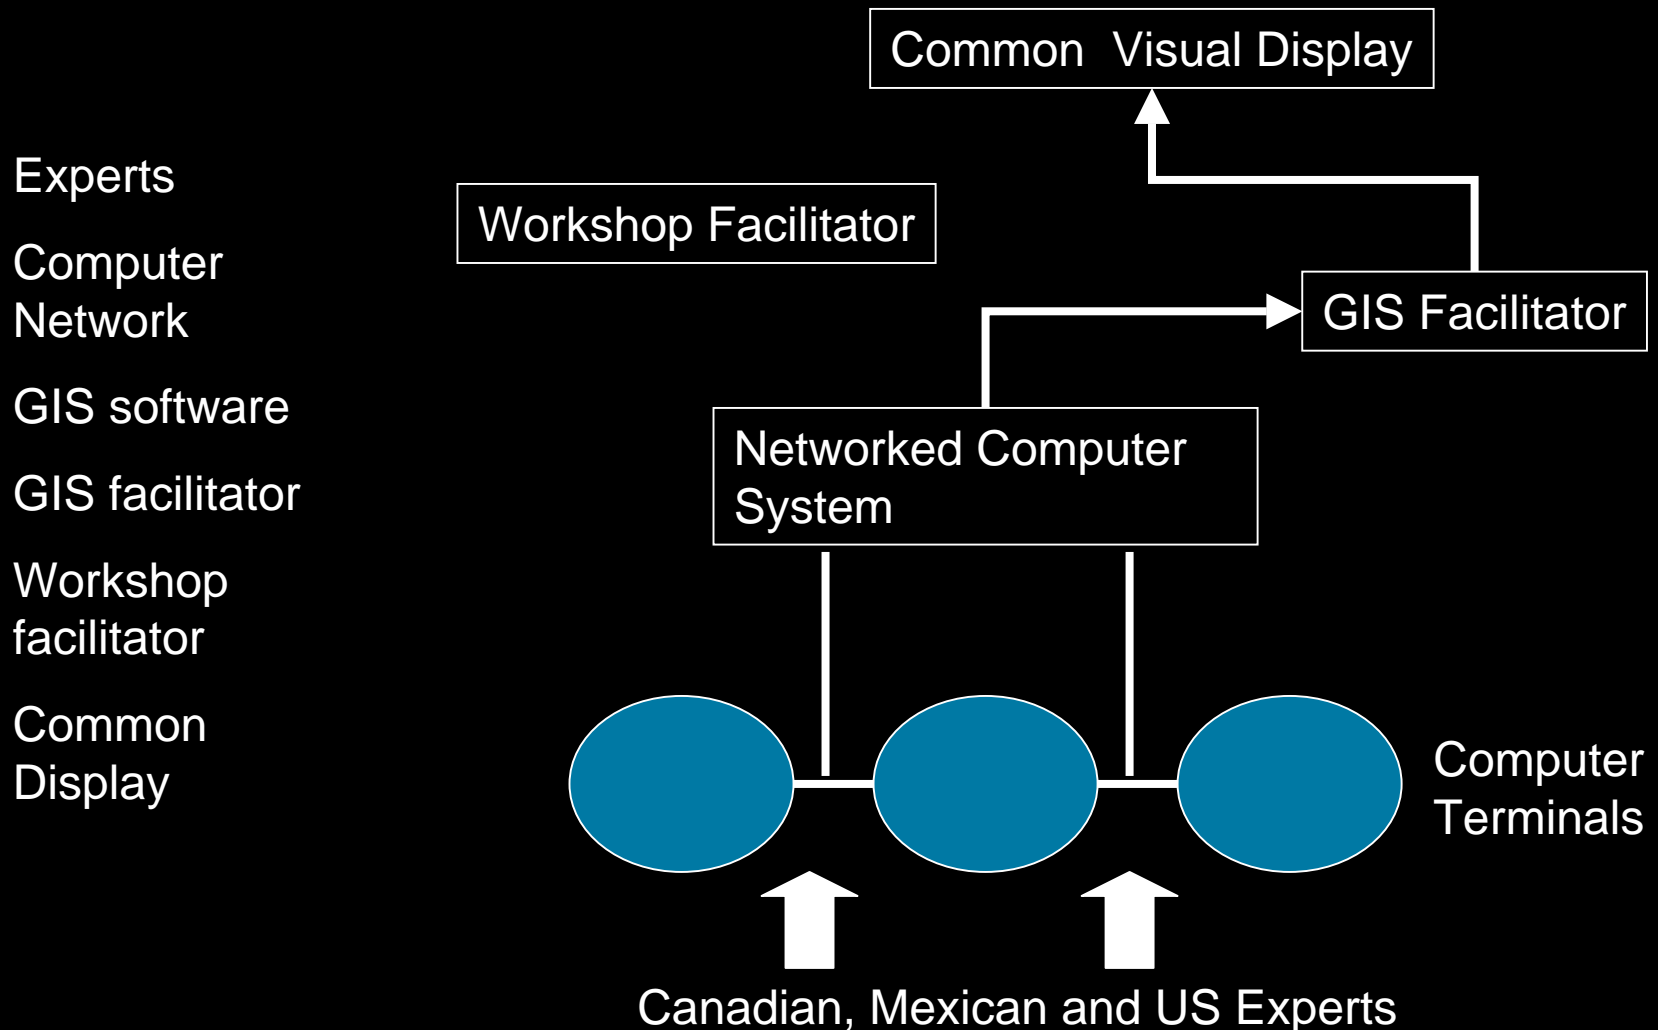 Common  Visual Display
Experts
Computer
Network
GIS software
GIS facilitator
Workshop
facilitator
Common
Display
Workshop Facilitator
GIS Facilitator
Networked Computer
System
Computer
Terminals
Canadian, Mexican and US Experts